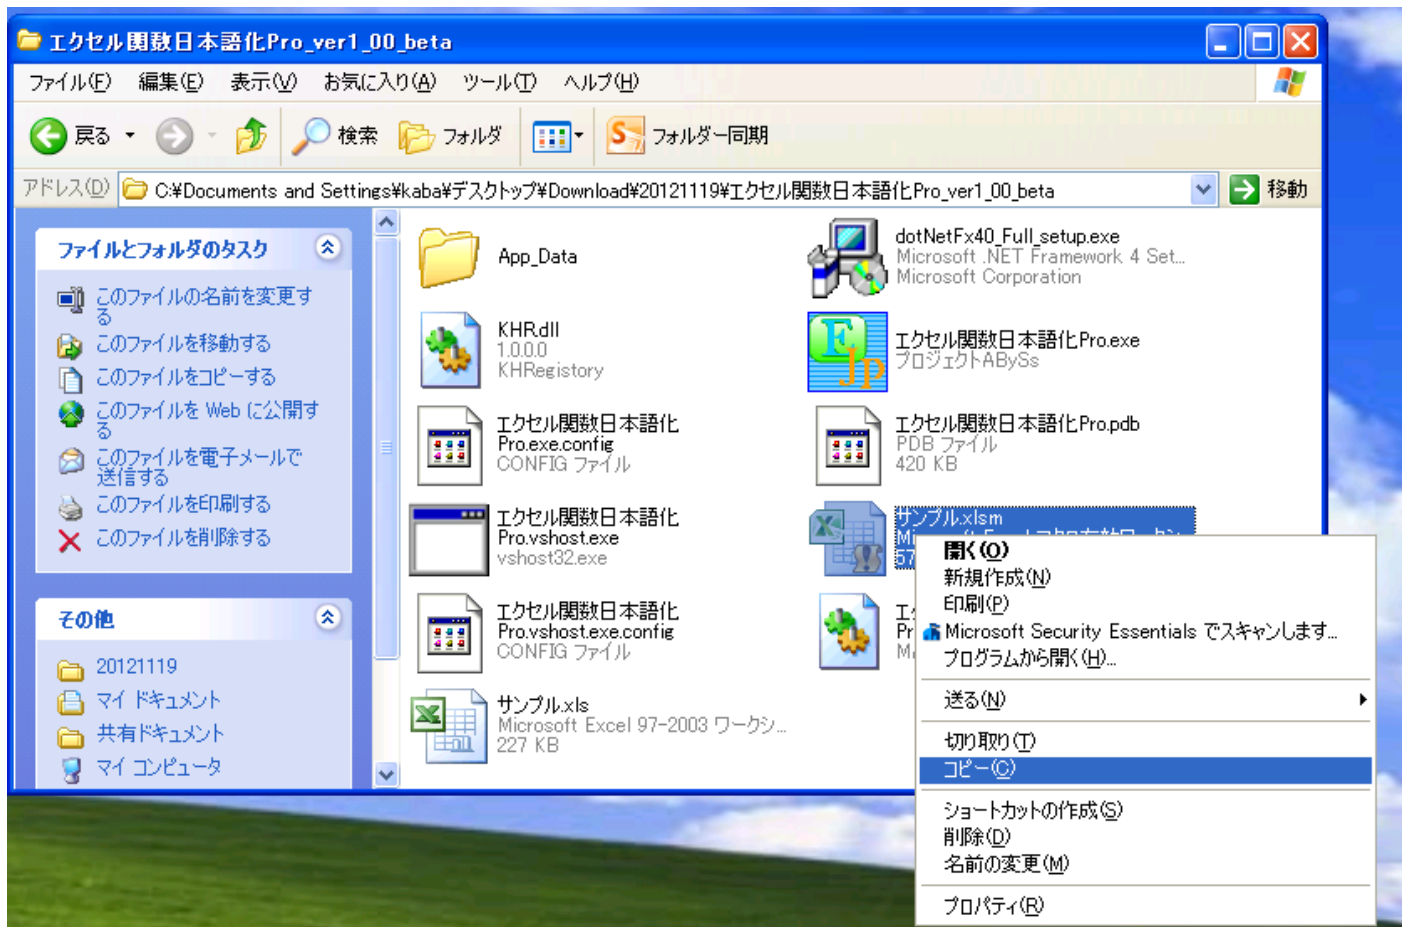 エクセル関数日本語化Pro_ver1_00_beta
ファイル(F) 編集(E) 表示(V) お気に入り(A) ツール(T) ヘルプ(H)
戻る 検索 フォルダ フォルダー同期
アドレス(D) C:¥Documents and Settings¥kaba¥デスクトップ¥Download¥20121119¥エクセル関数日本語化Pro_ver1_00_beta 移動
ファイルとフォルダのタスク
このファイルの名前を変更す
る
このファイルを移動する
このファイルをコピーする
このファイルを Web に公開す
る
このファイルを電子メールで
送信する
このファイルを印刷する
このファイルを削除する
その他
20121119
マイ ドキュメント
共有ドキュメント
マイ コンピュータ
App_Data
dotNetFx40_Full_setup.exe
Microsoft .NET Framework 4 Set...
Microsoft Corporation
KHR.dll
1.0.0.0
KHRegistory
エクセル関数日本語化Pro.exe
プロジェクトABySs
エクセル関数日本語化
Pro.exe.config
CONFIG ファイル
エクセル関数日本語化Pro.pdb
PDB ファイル
420 KB
エクセル関数日本語化
Pro.vshost.exe
vshost32.exe
サンプル.xlsm
57
エクセル関数日本語化
Pro.vshost.exe.config
CONFIG ファイル
サンプル.xls
Microsoft Excel 97-2003 ワークシ...
227 KB
開く(O)
新規作成(N)
印刷(P)
Microsoft Security Essentials でスキャンします...
プログラムから開く(H)...
送る(N)
切り取り(T)
コピー(C)
ショートカットの作成(S)
削除(D)
名前の変更(M)
プロパティ(R)